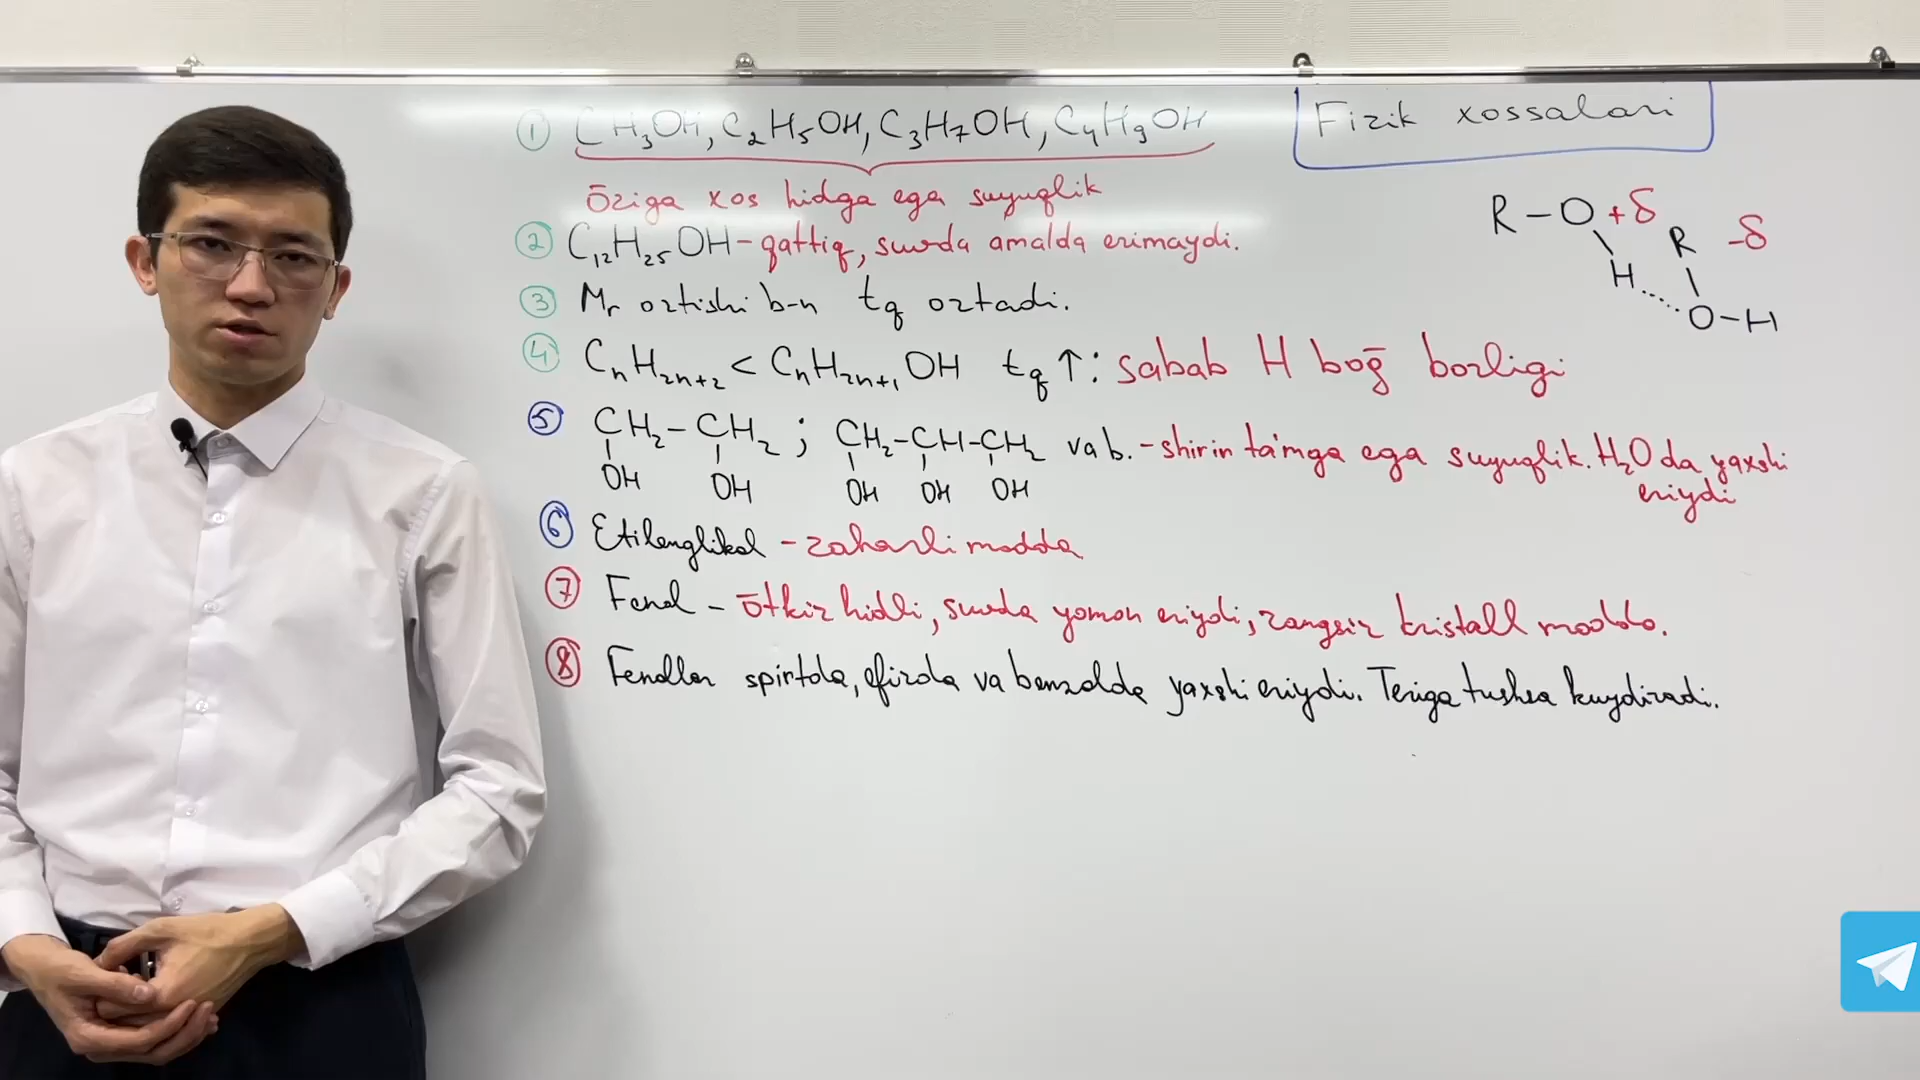 Fizik xossalari
① CH₃OH, C₂H₅OH, C₃H₇OH, C₄H₉OH
ōziga xos hidga ega suyuqlik
② C₁₂H₂₅OH – qattiq, suvda amalda erimaydi.
③ Mr ortishi b-n tq ortadi.
④ CₙH₂ₙ₊₂ < CₙH₂ₙ₊₁OH tq ↑: sabab H boḡ borligi
⑤ CH₂–CH₂ ; CH₂–CH–CH₂ va b. – shirin ta'mga ega suyuqlik. H₂O da yaxshi
OH OH OH OH OH eriydi
⑥ Etilenglikol – zaharli modda
⑦ Fenol – ōtkir hidli, suvda yomon eriydi, rangsiz kristall modda.
⑧ Fenollar spirtda, efirda va benzolda yaxshi eriydi. Teriga tushsa kuydiradi.
R – O +δ
R -δ
H
O – H